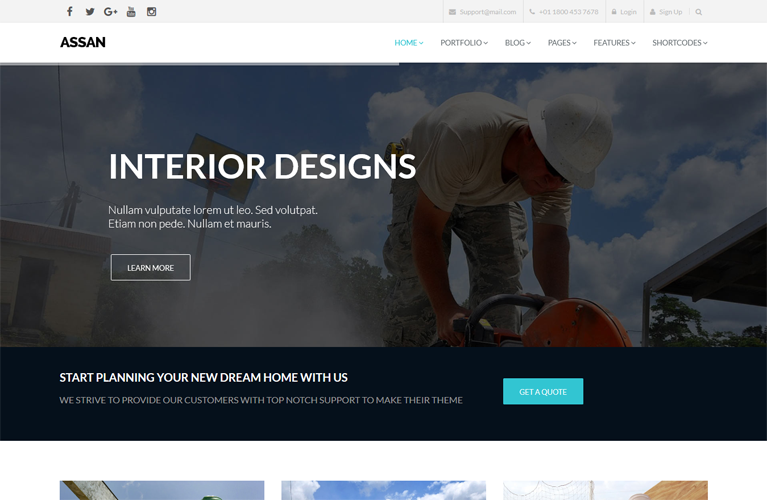 Support@mail.com
+01 1800 453 7678
Login
Sign Up
ASSAN
HOME
PORTFOLIO
BLOG
PAGES
FEATURES
SHORTCODES
INTERIOR DESIGNS
Nullam vulputate lorem ut leo. Sed volutpat.
Etiam non pede. Nullam et mauris.
LEARN MORE
START PLANNING YOUR NEW DREAM HOME WITH US
WE STRIVE TO PROVIDE OUR CUSTOMERS WITH TOP NOTCH SUPPORT TO MAKE THEIR THEME
GET A QUOTE